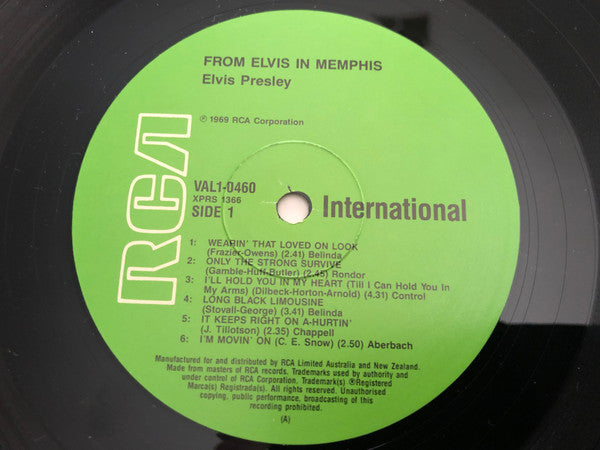 FROM ELVIS IN MEMPHIS
Elvis Presley
℗ 1969 RCA Corporation
RCA
VAL1-0460
XPRS 1366
SIDE 1
International
1: WEARIN' THAT LOVED ON LOOK
(Frazier-Owens) (2.41) Belinda
2: ONLY THE STRONG SURVIVE
(Gamble-Huff-Butler) (2.45) Rondor
3: I'LL HOLD YOU IN MY HEART (Till I Can Hold You In
My Arms) (Dilbeck-Horton-Arnold) (4.31) Control
4: LONG BLACK LIMOUSINE
(Stovall-George) (3.41) Belinda
5: IT KEEPS RIGHT ON A-HURTIN'
(J. Tillotson) (2.35) Chappell
6: I'M MOVIN' ON (C. E. Snow) (2.50) Aberbach
Manufactured for and distributed by RCA Limited Australia and New Zealand.
Made from masters of RCA records. Trademarks used by authority and
under control of RCA Corporation. Trademark(s) ®Registered
Marca(s) Registrada(s). All rights reserved. Unauthorised
copying, public performance, broadcasting of this
recording prohibited.
(A)